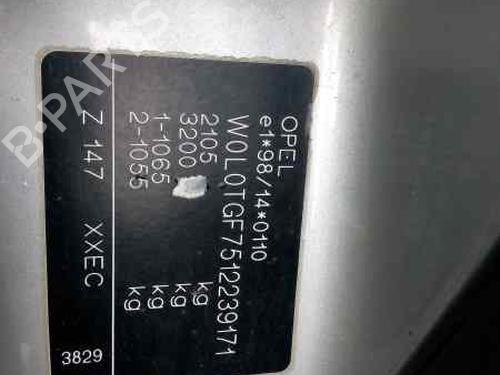 OPEL
e1*98/14*0110
W0L0TGF7512239171
2105 kg
3200 kg
1-1065 kg
2-1055 kg
Z 147 XXEC
3829
B-PARTS